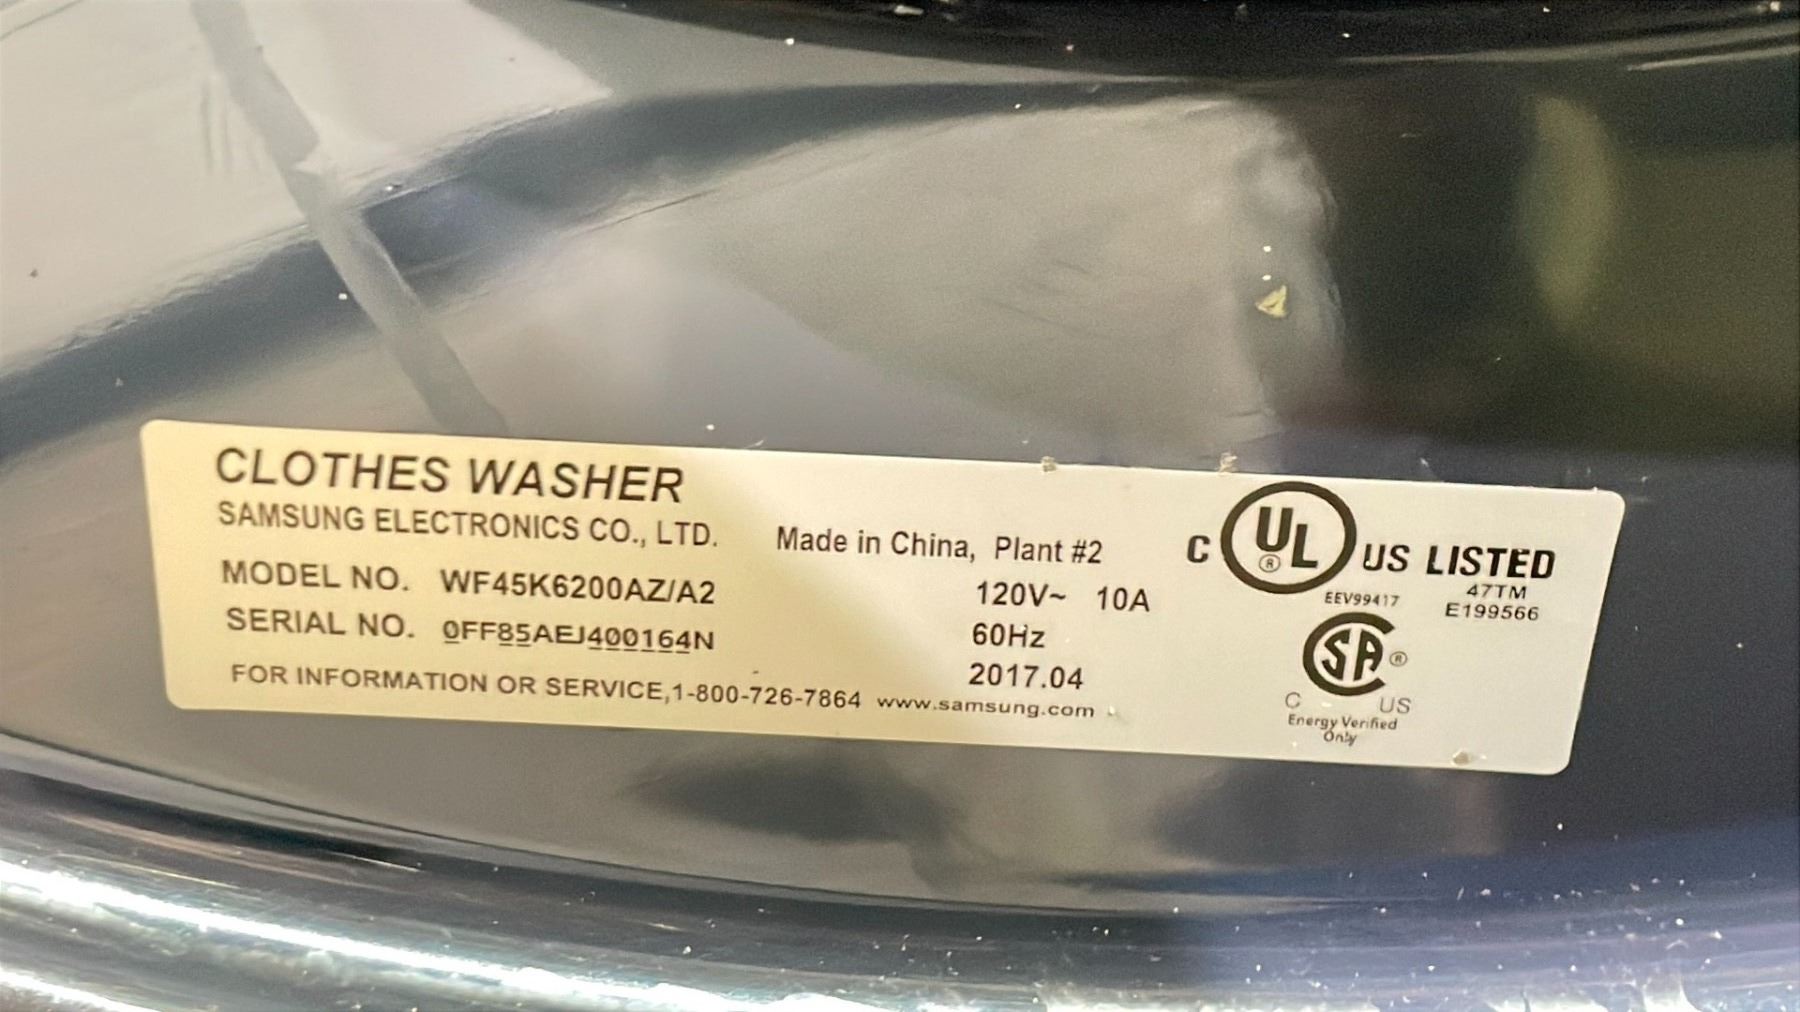 CLOTHES WASHER
SAMSUNG ELECTRONICS CO., LTD.
Made in China, Plant #2
MODEL NO. WF45K6200AZ/A2
120V~ 10A
SERIAL NO. 0FF85AEJ400164N
60Hz
2017.04
FOR INFORMATION OR SERVICE,1-800-726-7864 www.samsung.com
C UL® US LISTED
47TM
EEV99417
E199566
SA®
C US
Energy Verified
Only